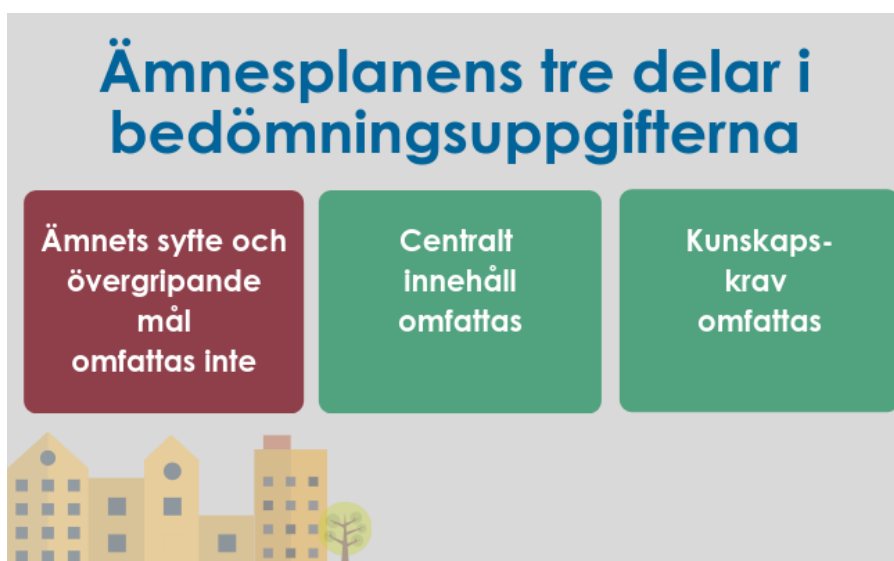 Ämnesplanens tre delar i
bedömningsuppgifterna
Ämnets syfte och
övergripande
mål
omfattas inte
Centralt
innehåll
omfattas
Kunskaps-
krav
omfattas